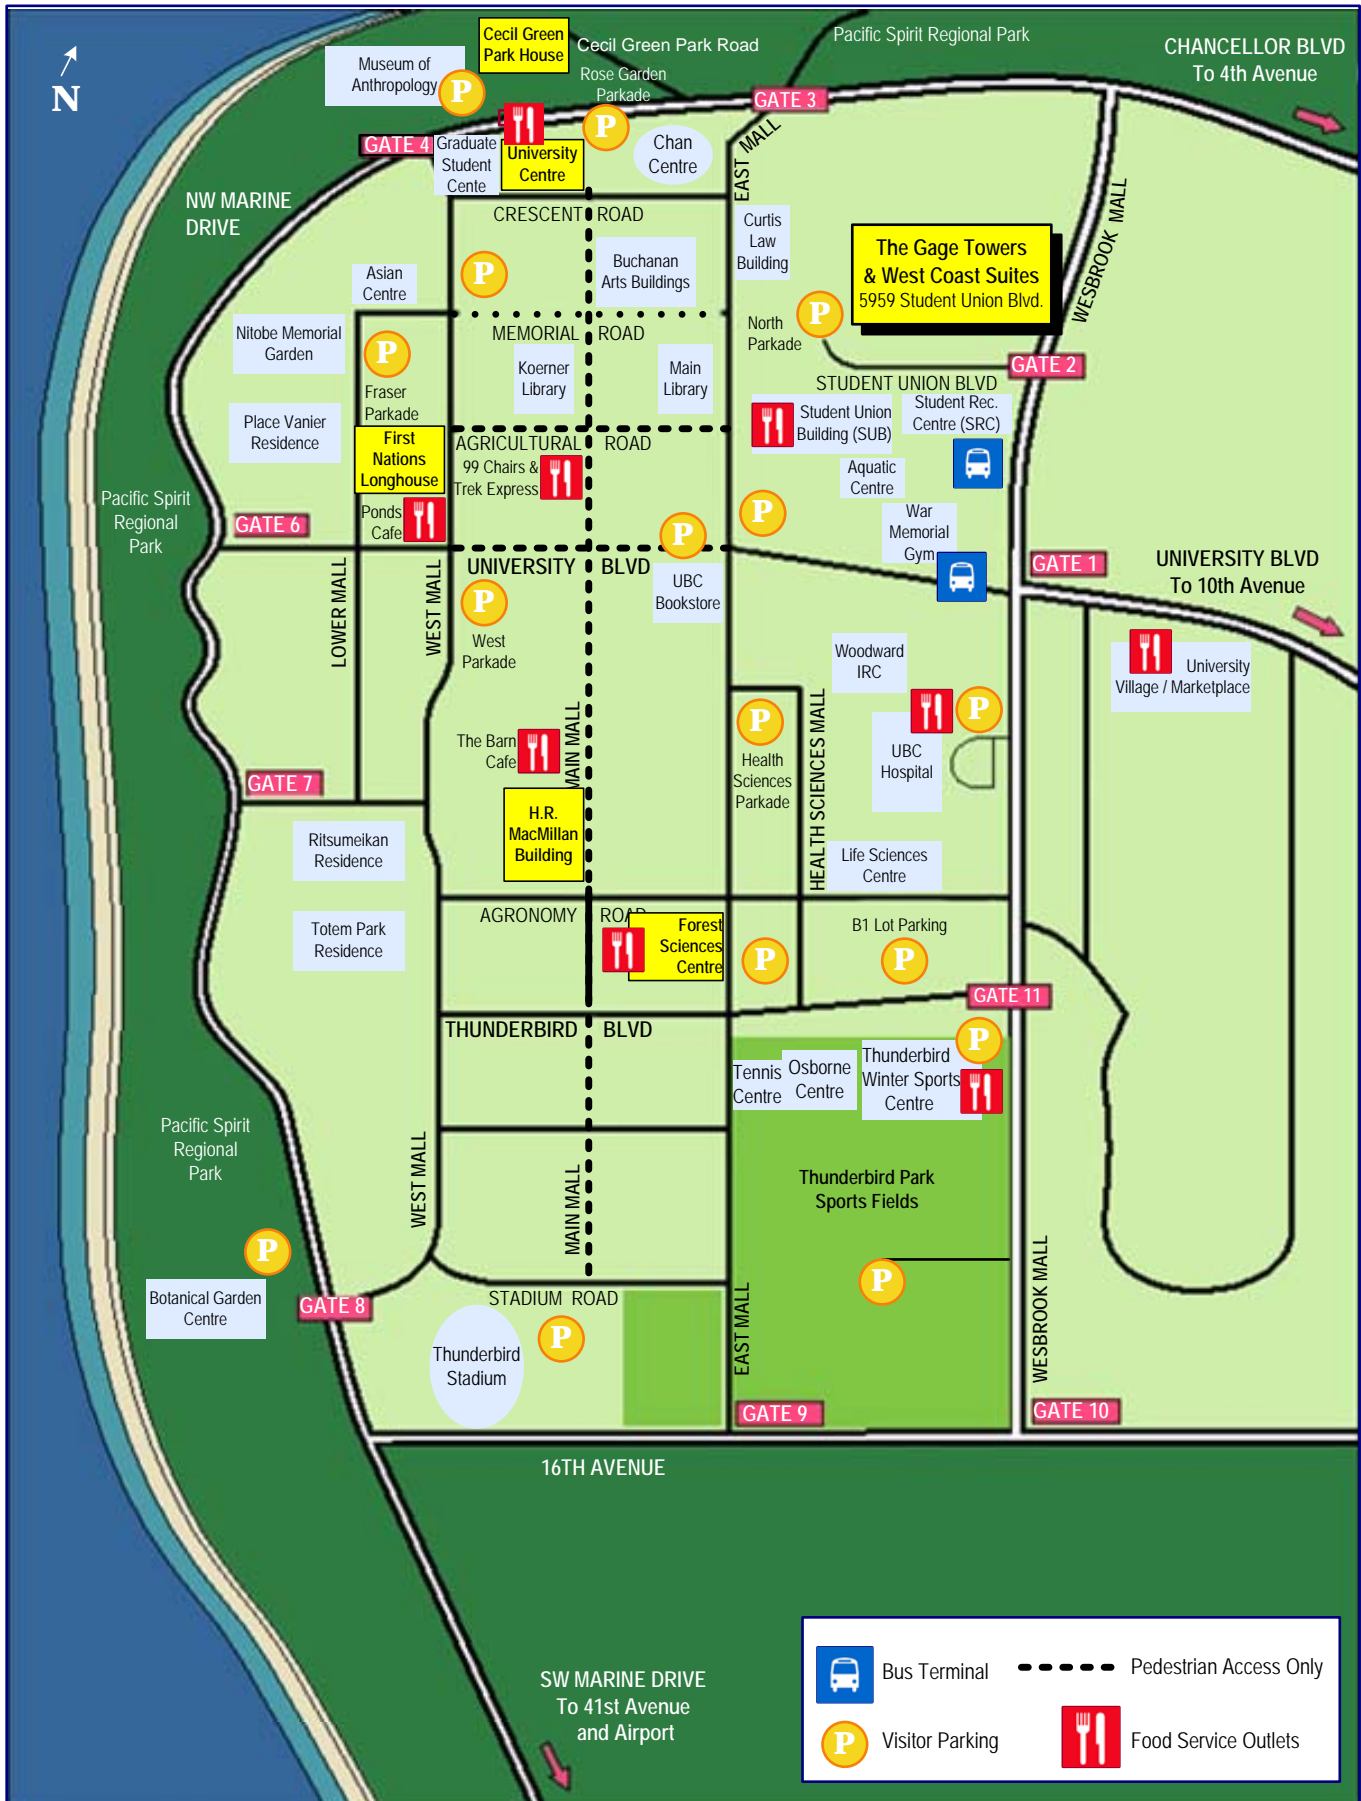 Cecil Green
Park House
Cecil Green Park Road
Pacific Spirit Regional Park
CHANCELLOR BLVD
To 4th Avenue
N
Museum of
Anthropology
P
Rose Garden
Parkade
P
GATE 3
GATE 4
Graduate
Student
Cente
University
Centre
Chan
Centre
EAST MALL
WESBROOK MALL
NW MARINE
DRIVE
CRESCENT ROAD
Curtis
Law
Building
The Gage Towers
& West Coast Suites
5959 Student Union Blvd.
Asian
Centre
P
Buchanan
Arts Buildings
Nitobe Memorial
Garden
P
MEMORIAL ROAD
North
Parkade
P
GATE 2
Fraser
Parkade
Koerner
Library
Main
Library
STUDENT UNION BLVD
Place Vanier
Residence
Student Union
Building (SUB)
Student Rec.
Centre (SRC)
First
Nations
Longhouse
AGRICULTURAL ROAD
99 Chairs &
Trek Express
Aquatic
Centre
Pacific Spirit
Regional
Park
GATE 6
Ponds
Cafe
P
P
War
Memorial
Gym
GATE 1
UNIVERSITY BLVD
To 10th Avenue
UNIVERSITY BLVD
UBC
Bookstore
LOWER MALL
WEST MALL
P
West
Parkade
Woodward
IRC
University
Village / Marketplace
HEALTH SCIENCES MALL
P
Health
Sciences
Parkade
P
UBC
Hospital
The Barn
Cafe
MAIN MALL
GATE 7
H.R.
MacMillan
Building
Ritsumeikan
Residence
Life Sciences
Centre
Totem Park
Residence
AGRONOMY ROAD
Forest
Sciences
Centre
P
B1 Lot Parking
P
GATE 11
THUNDERBIRD BLVD
P
Tennis
Centre
Osborne
Centre
Thunderbird
Winter Sports
Centre
Pacific Spirit
Regional
Park
WEST MALL
MAIN MALL
Thunderbird Park
Sports Fields
P
Botanical Garden
Centre
GATE 8
STADIUM ROAD
P
EAST MALL
P
WESBROOK MALL
Thunderbird
Stadium
GATE 9
GATE 10
16TH AVENUE
SW MARINE DRIVE
To 41st Avenue
and Airport
Bus Terminal
Pedestrian Access Only
P
Visitor Parking
Food Service Outlets